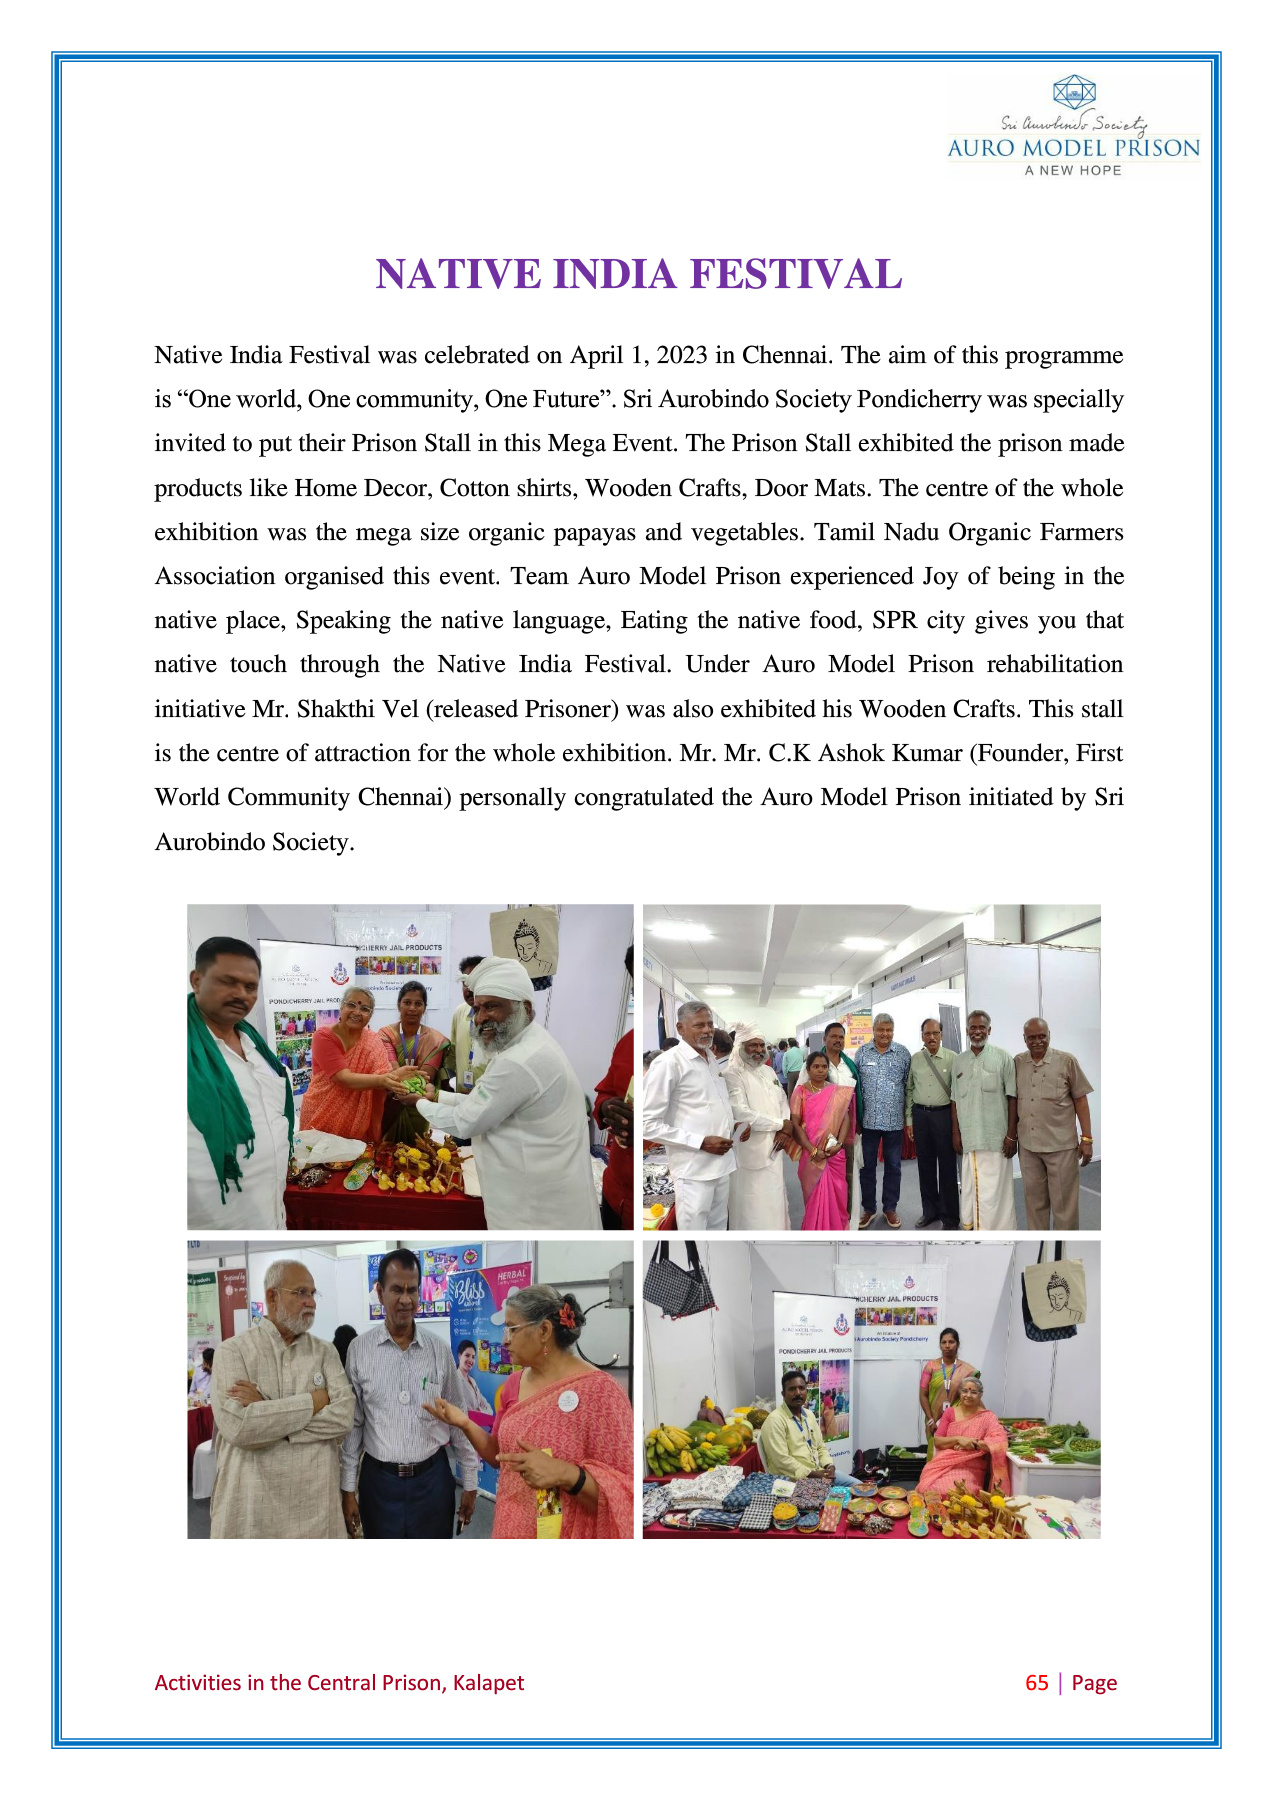 Sri Aurobindo Society
AURO MODEL PRISON
A NEW HOPE
NATIVE INDIA FESTIVAL
Native India Festival was celebrated on April 1, 2023 in Chennai. The aim of this programme
is “One world, One community, One Future”. Sri Aurobindo Society Pondicherry was specially
invited to put their Prison Stall in this Mega Event. The Prison Stall exhibited the prison made
products like Home Decor, Cotton shirts, Wooden Crafts, Door Mats. The centre of the whole
exhibition was the mega size organic papayas and vegetables. Tamil Nadu Organic Farmers
Association organised this event. Team Auro Model Prison experienced Joy of being in the
native place, Speaking the native language, Eating the native food, SPR city gives you that
native touch through the Native India Festival. Under Auro Model Prison rehabilitation
initiative Mr. Shakthi Vel (released Prisoner) was also exhibited his Wooden Crafts. This stall
is the centre of attraction for the whole exhibition. Mr. Mr. C.K Ashok Kumar (Founder, First
World Community Chennai) personally congratulated the Auro Model Prison initiated by Sri
Aurobindo Society.
JAIL PRODUCTS
PONDICHERRY JAIL
HERBAL
Bliss
JAIL PRODUCTS
Aurobindo Society Pondicherry
AURO MODEL PRISON
PONDICHERRY JAIL PRODUCTS
Activities in the Central Prison, Kalapet
65 | Page